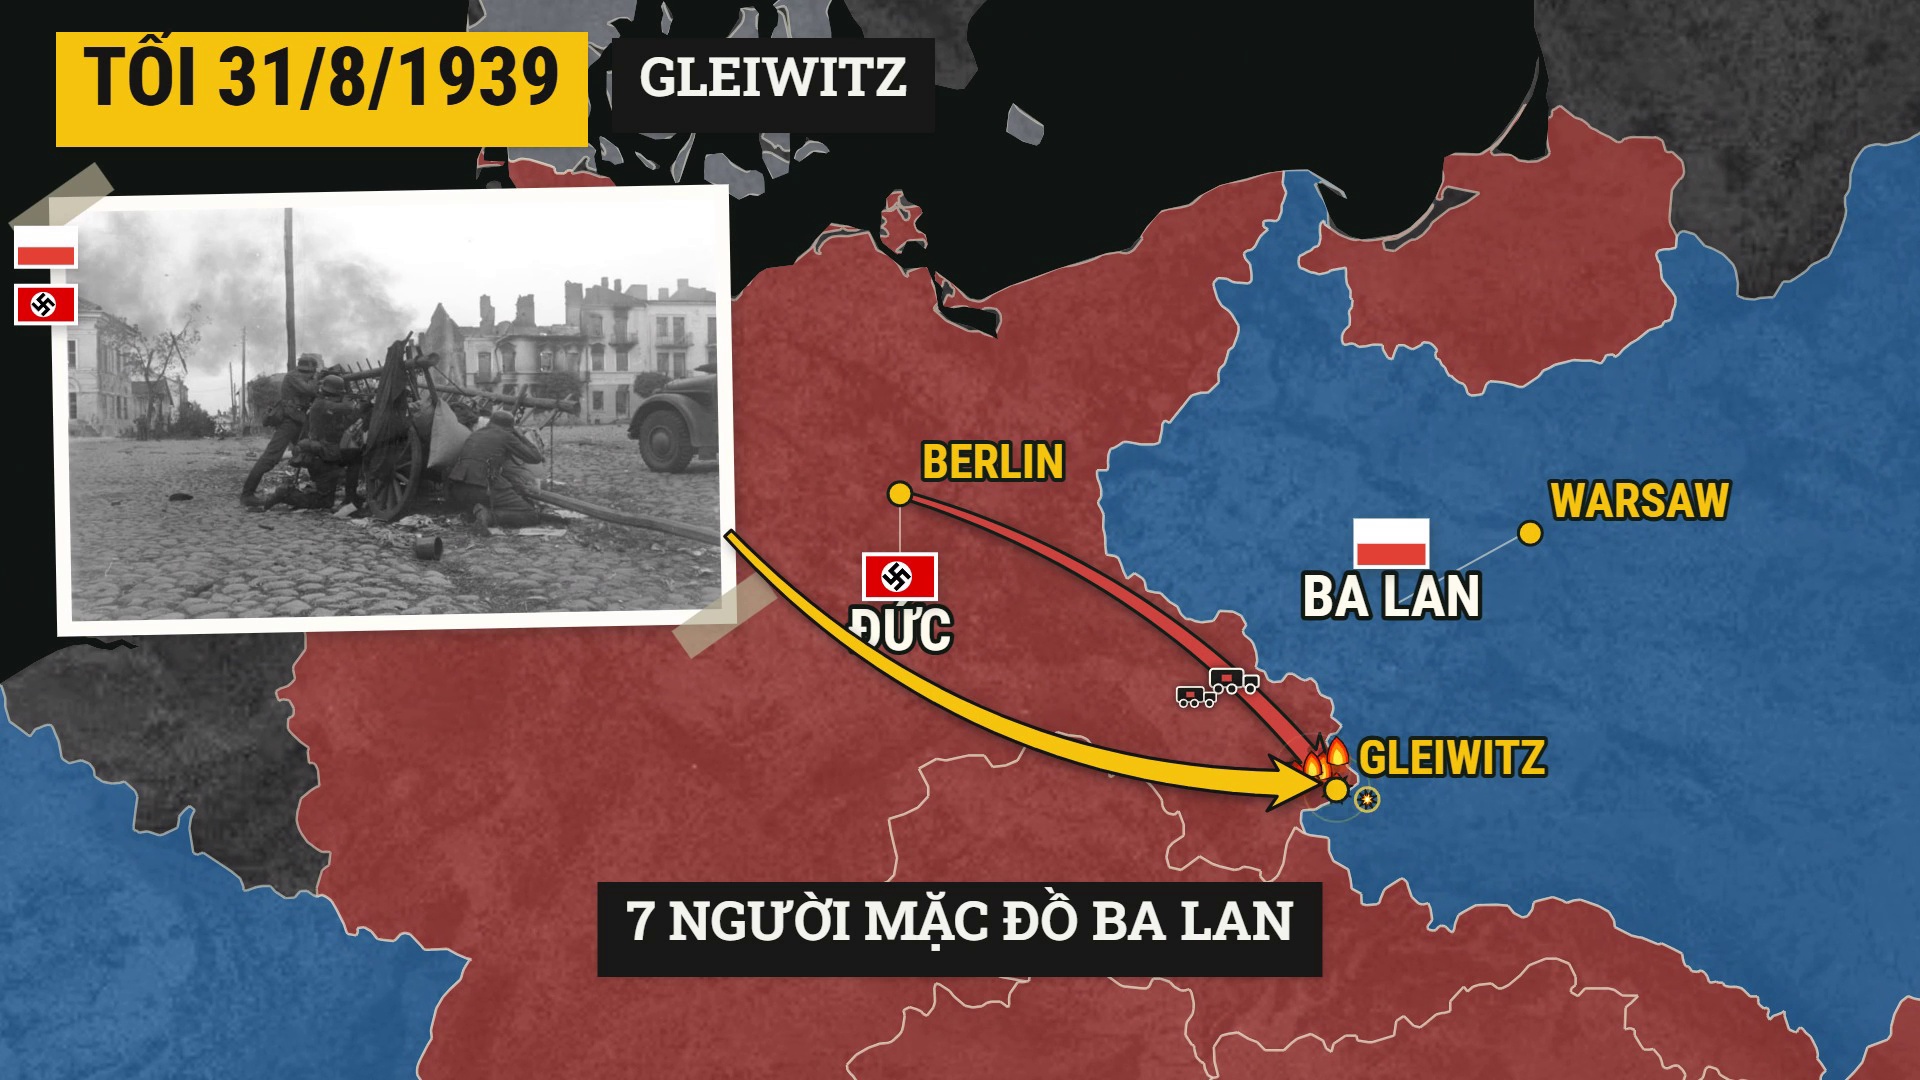 TỐI 31/8/1939
GLEIWITZ
BERLIN
WARSAW
ĐỨC
BA LAN
GLEIWITZ
7 NGƯỜI MẶC ĐỒ BA LAN